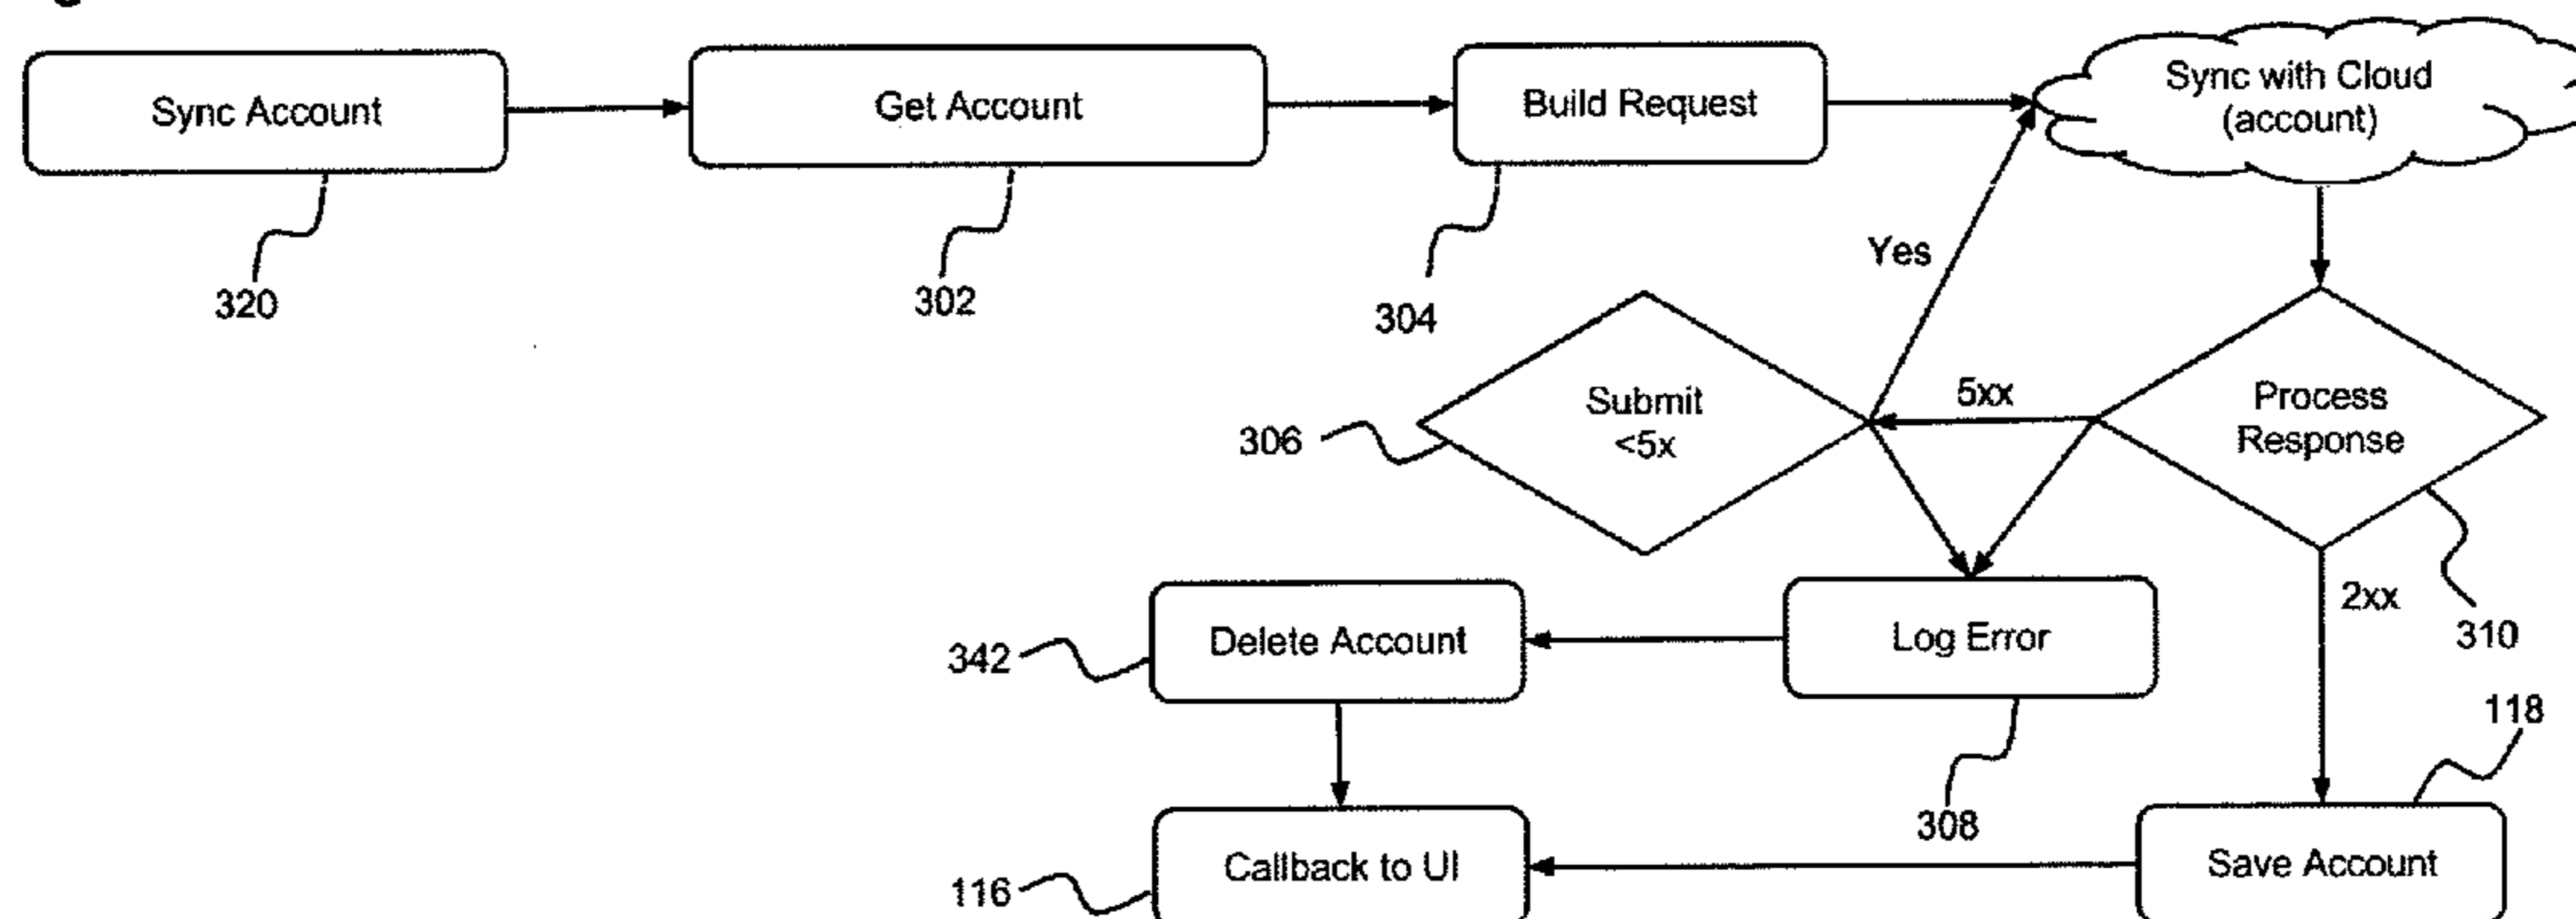 Sync Account
Get Account
Build Request
Sync with Cloud
(account)
320
302
304
Yes
Submit
<5x
5xx
Process
Response
306
2xx
310
Delete Account
Log Error
342
118
308
Callback to UI
Save Account
116